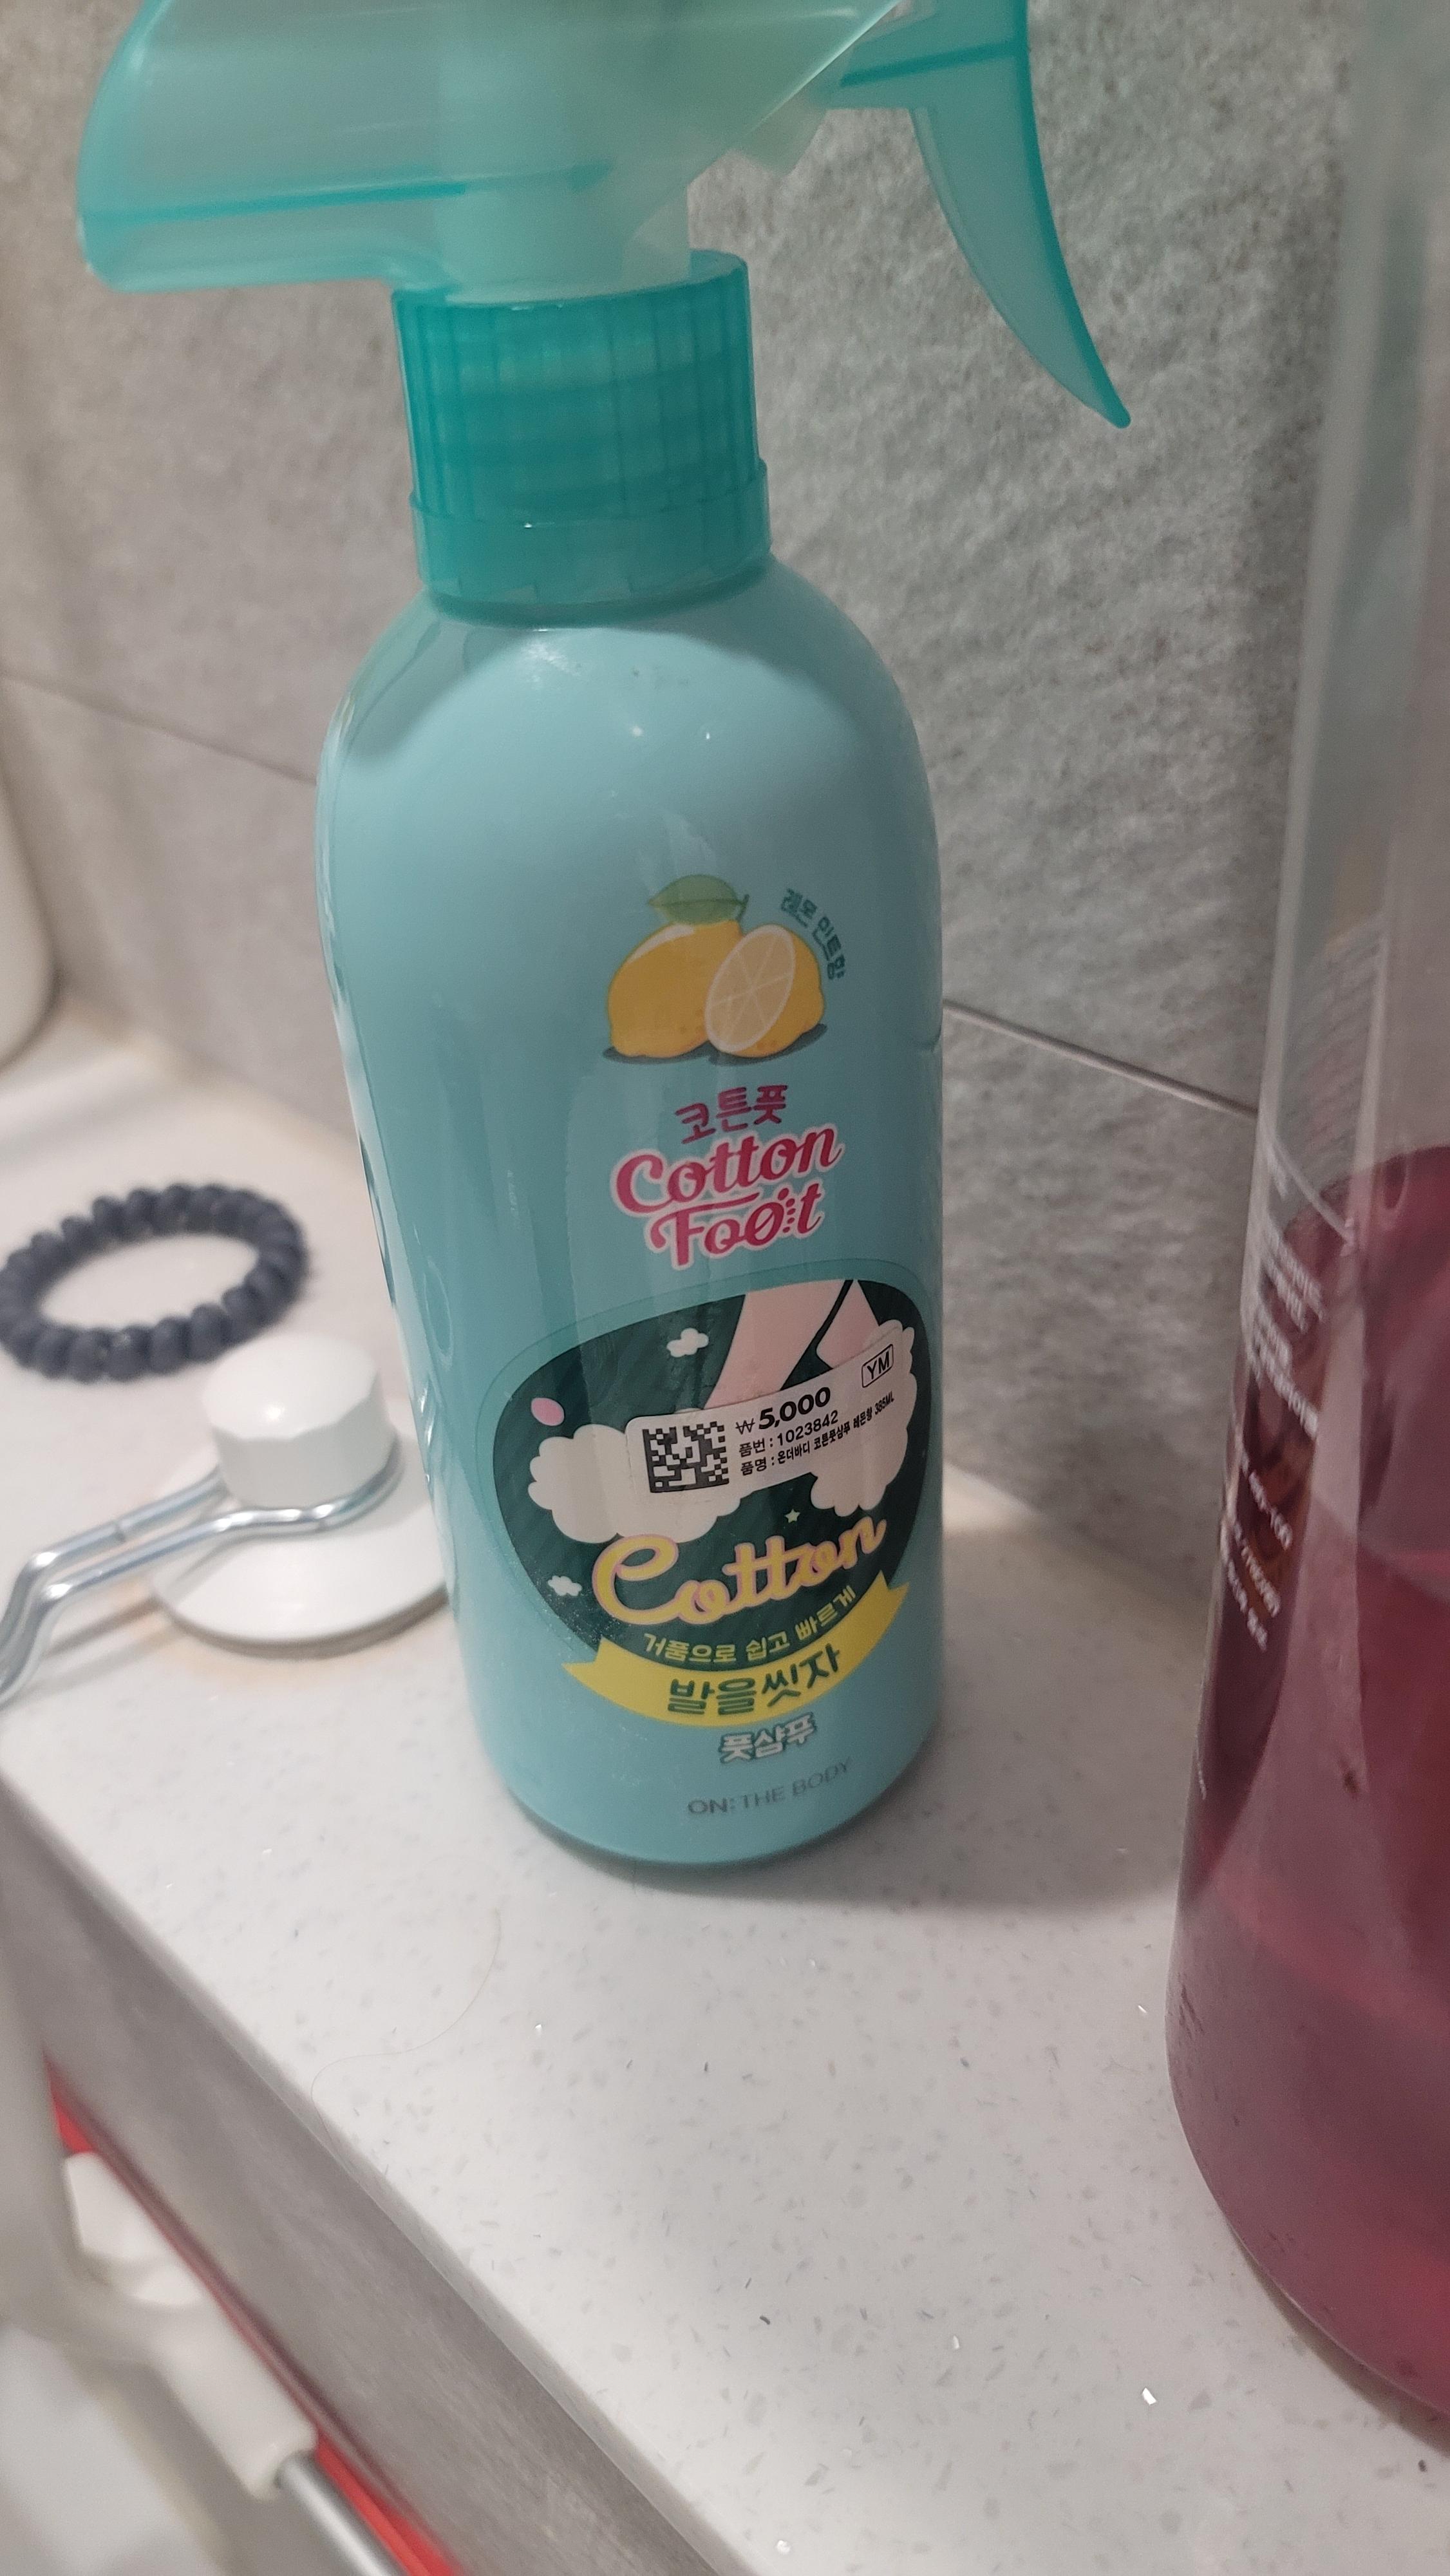 레몬 민트향
코튼풋
Cotton
Foot
YM
₩5,000
품번 : 1023842
품명 : 온더바디 코튼풋샴푸 레몬향 385ML
Cotton
거품으로 쉽고 빠르게
발을씻자
풋샴푸
ON: THE BODY